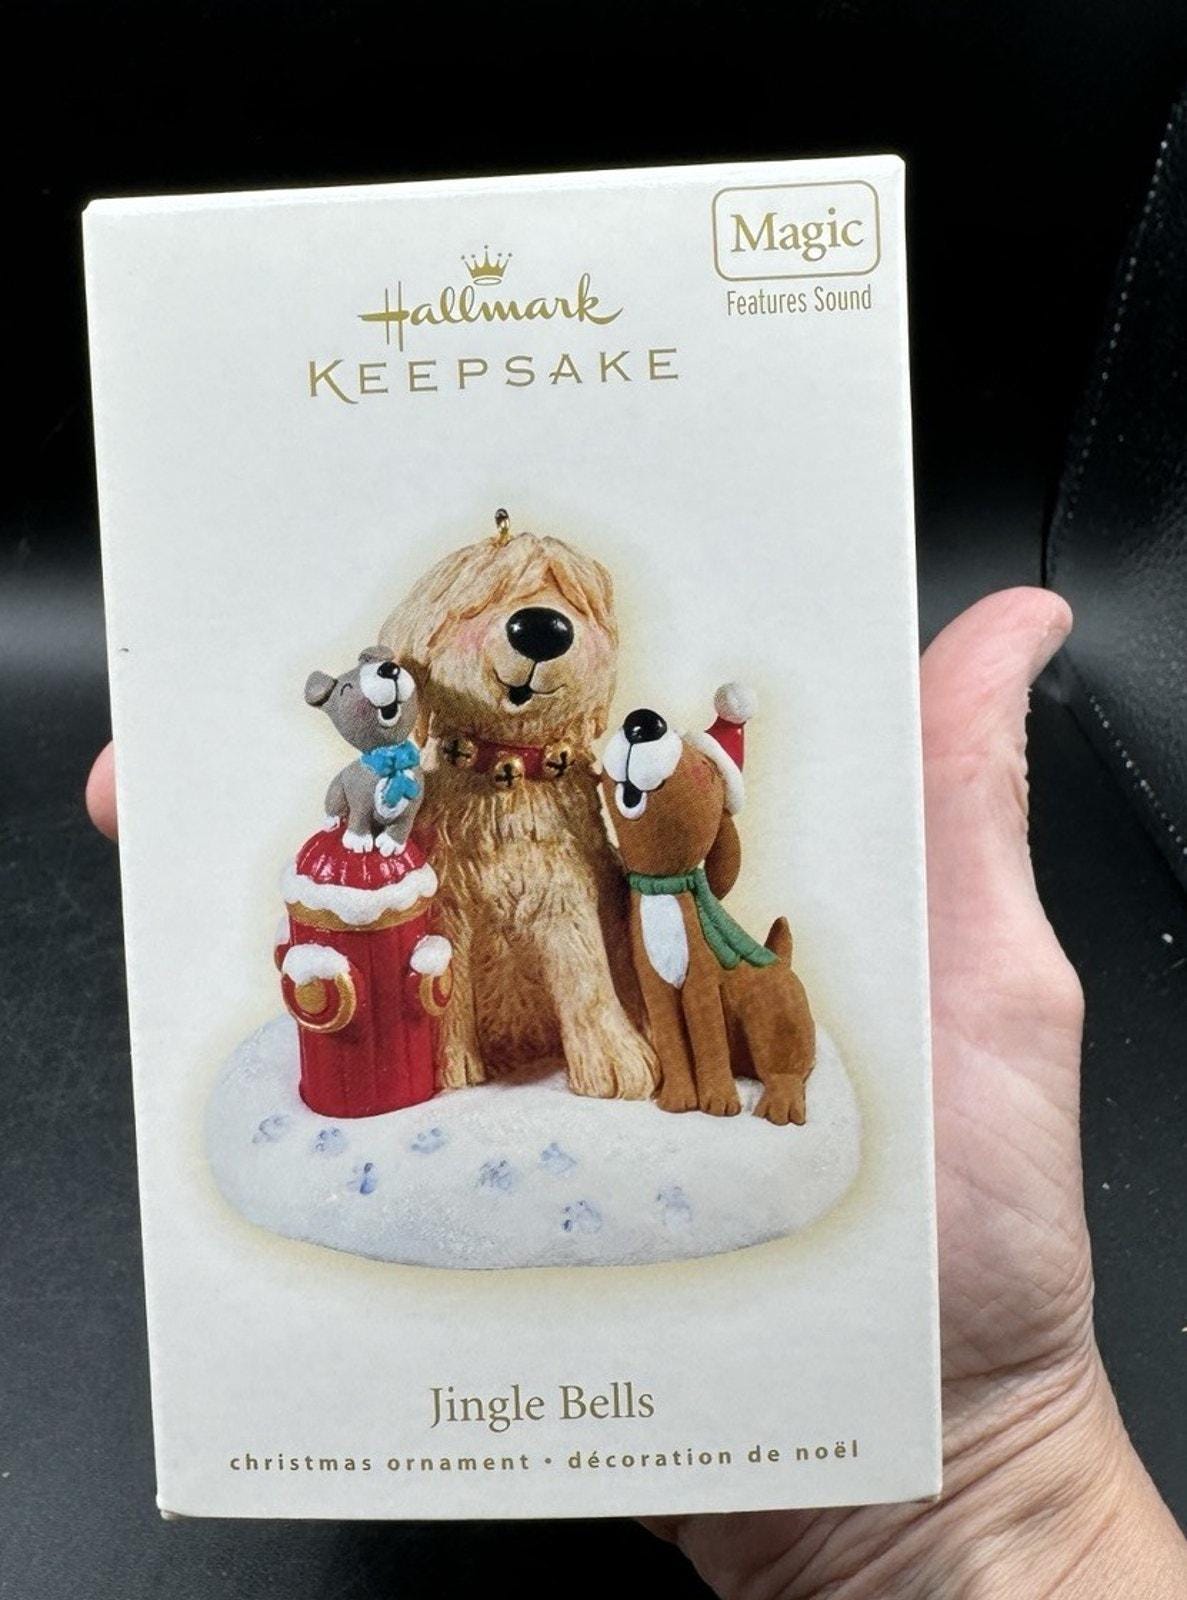 Magic
Features Sound
Hallmark
KEEPSAKE
Jingle Bells
christmas ornament • décoration de noël